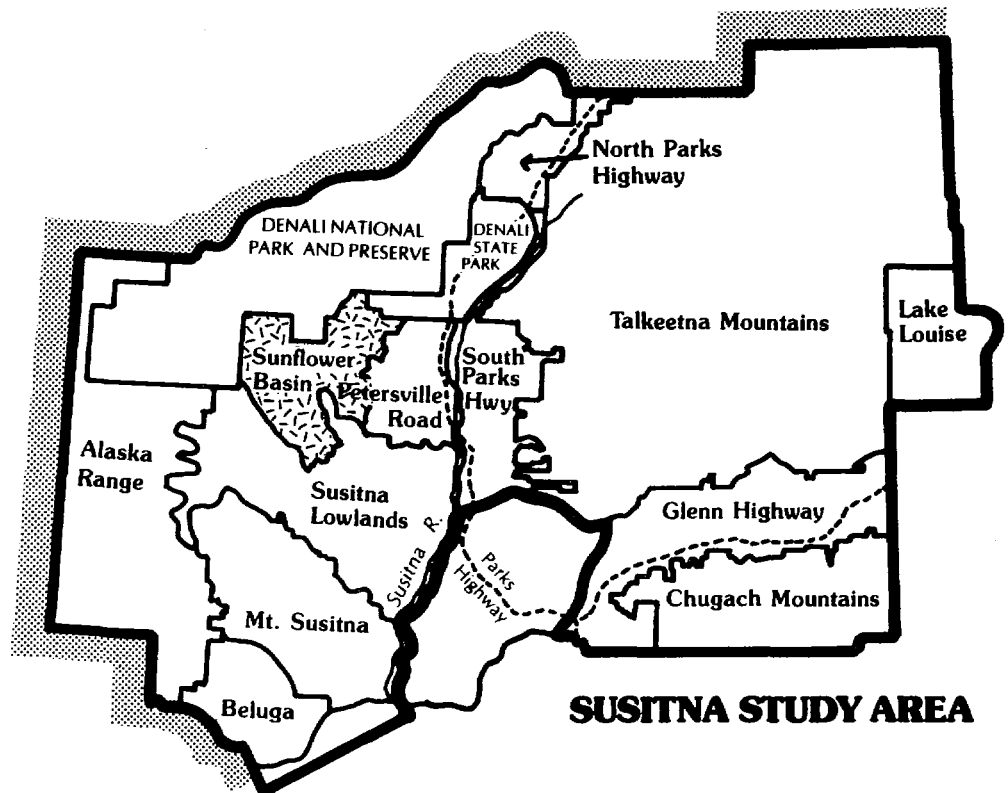 North Parks
Highway
DENALI NATIONAL
PARK AND PRESERVE
DENALI
STATE
PARK
Talkeetna Mountains
Lake
Louise
Sunflower
Basin
Petersville
Road
South
Parks
Hwy
Alaska
Range
Susitna
Lowlands
Susitna R.
Parks
Highway
Glenn Highway
Chugach Mountains
Mt. Susitna
Beluga
SUSITNA STUDY AREA